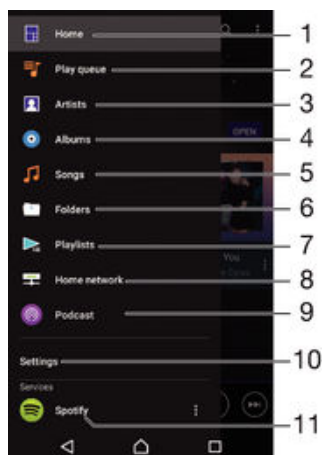 Home 1
Play queue 2
Artists 3
OPEN
Albums 4
Songs 5
Folders 6
Playlists 7
You
Home network 8
Podcast 9
Settings 10
Services
Spotify 11